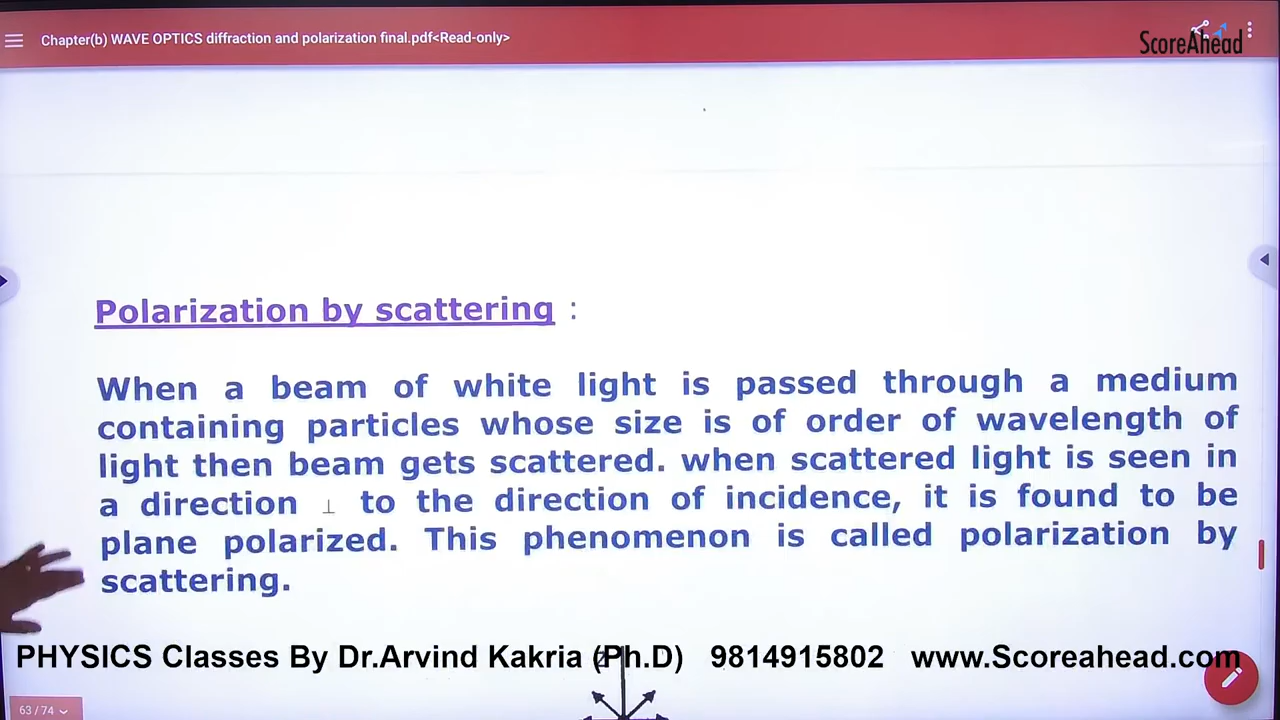 Chapter(b) WAVE OPTICS diffraction and polarization final.pdf<Read-only>
ScoreAhead
Polarization by scattering :
When a beam of white light is passed through a medium
containing particles whose size is of order of wavelength of
light then beam gets scattered. when scattered light is seen in
a direction ⊥ to the direction of incidence, it is found to be
plane polarized. This phenomenon is called polarization by
scattering.
PHYSICS Classes By Dr.Arvind Kakria (Ph.D) 9814915802 www.Scoreahead.com
63 / 74